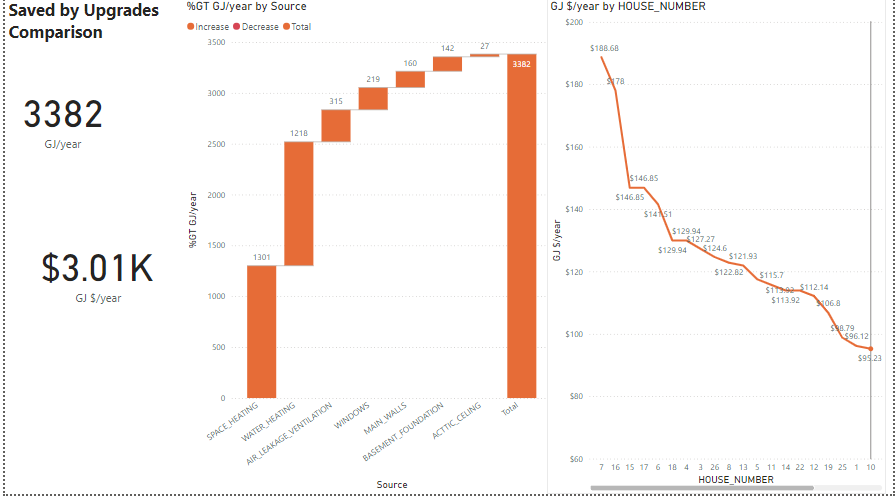 Saved by Upgrades
Comparison
3382
GJ/year
$3.01K
GJ $/year
%GT GJ/year by Source
Increase Decrease Total
%GT GJ/year
3500
3000
2500
2000
1500
1000
500
0
1301
1218
315
219
160
142
27
3382
SPACE_HEATING
WATER_HEATING
AIR_LEAKAGE_VENTILATION
WINDOWS
MAIN_WALLS
BASEMENT_FOUNDATION
ACTTIC_CELING
Total
Source
GJ $/year by HOUSE_NUMBER
GJ $/year
$200
$180
$160
$140
$120
$100
$80
$60
$188.68
$178
$146.85
$146.85
$141.51
$129.94
$129.94
$127.27
$124.6
$122.82
$121.93
$115.7
$113.92
$113.92
$112.14
$106.8
$98.79
$96.12
$95.23
7 16 15 17 6 18 4 3 26 8 13 5 11 14 22 12 19 25 1 10
HOUSE_NUMBER